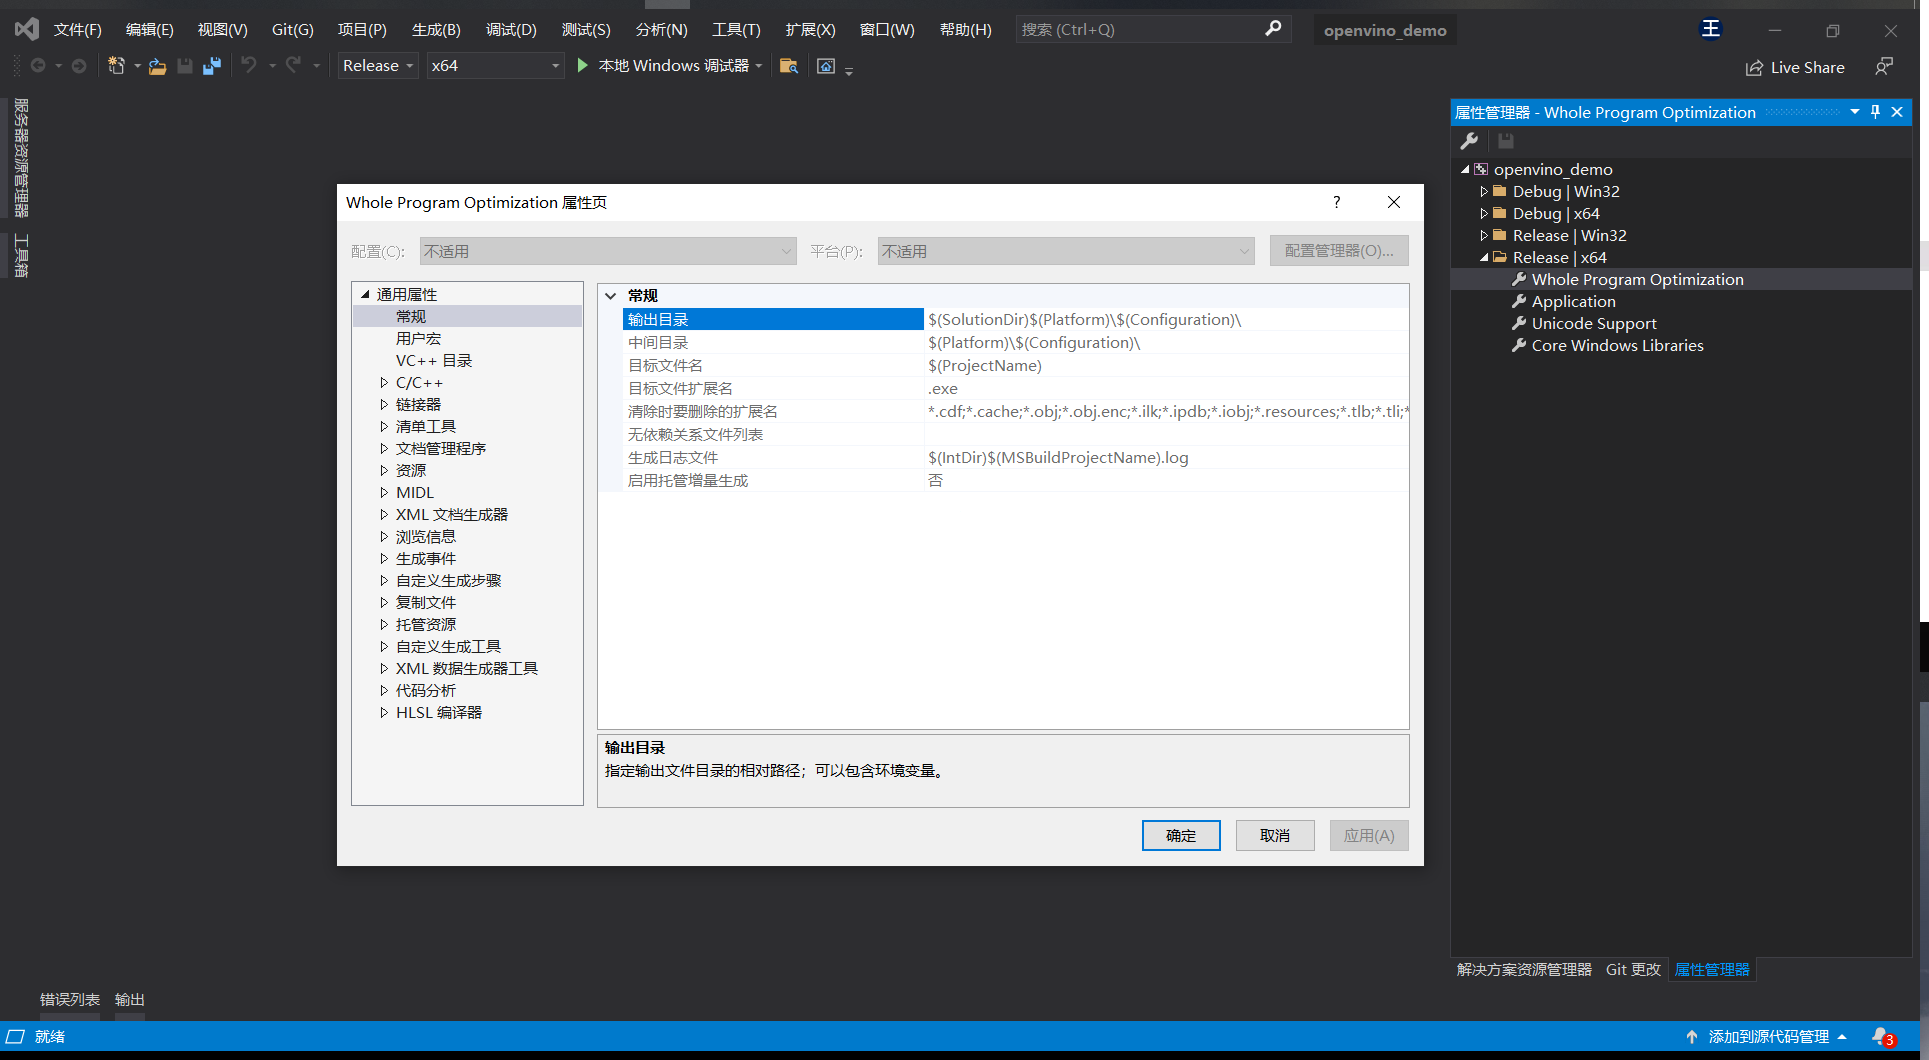 文件(F) 编辑(E) 视图(V) Git(G) 项目(P) 生成(B) 调试(D) 测试(S) 分析(N) 工具(T) 扩展(X) 窗口(W) 帮助(H) 搜索 (Ctrl+Q) openvino_demo 王
Release x64 本地 Windows 调试器 Live Share
服务器资源管理器
工具箱
Whole Program Optimization 属性页 ?
配置(C): 不适用 平台(P): 不适用 配置管理器(O)...
通用属性
常规
用户宏
VC++ 目录
C/C++
链接器
清单工具
文档管理程序
资源
MIDL
XML 文档生成器
浏览信息
生成事件
自定义生成步骤
复制文件
托管资源
自定义生成工具
XML 数据生成器工具
代码分析
HLSL 编译器
常规
输出目录 $(SolutionDir)$(Platform)\$(Configuration)\
中间目录 $(Platform)\$(Configuration)\
目标文件名 $(ProjectName)
目标文件扩展名 .exe
清除时要删除的扩展名 *.cdf;*.cache;*.obj;*.obj.enc;*.ilk;*.ipdb;*.iobj;*.resources;*.tlb;*.tli;*
无依赖关系文件列表
生成日志文件 $(IntDir)$(MSBuildProjectName).log
启用托管增量生成 否
输出目录
指定输出文件目录的相对路径；可以包含环境变量。
确定 取消 应用(A)
属性管理器 - Whole Program Optimization
openvino_demo
Debug | Win32
Debug | x64
Release | Win32
Release | x64
Whole Program Optimization
Application
Unicode Support
Core Windows Libraries
解决方案资源管理器 Git 更改 属性管理器
错误列表 输出
就绪 添加到源代码管理 3